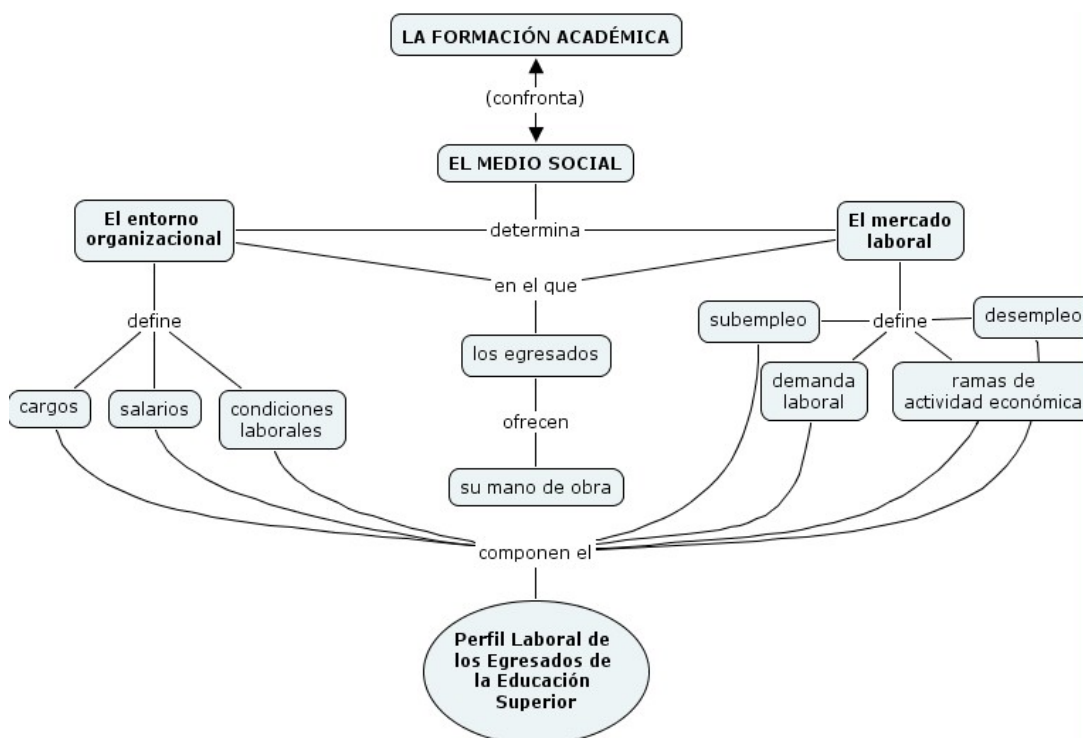 LA FORMACIÓN ACADÉMICA
(confronta)
EL MEDIO SOCIAL
El entorno
organizacional
determina
El mercado
laboral
en el que
define
subempleo
define
desempleo
los egresados
cargos
salarios
condiciones
laborales
demanda
laboral
ramas de
actividad económica
ofrecen
su mano de obra
componen el
Perfil Laboral de
los Egresados de
la Educación
Superior